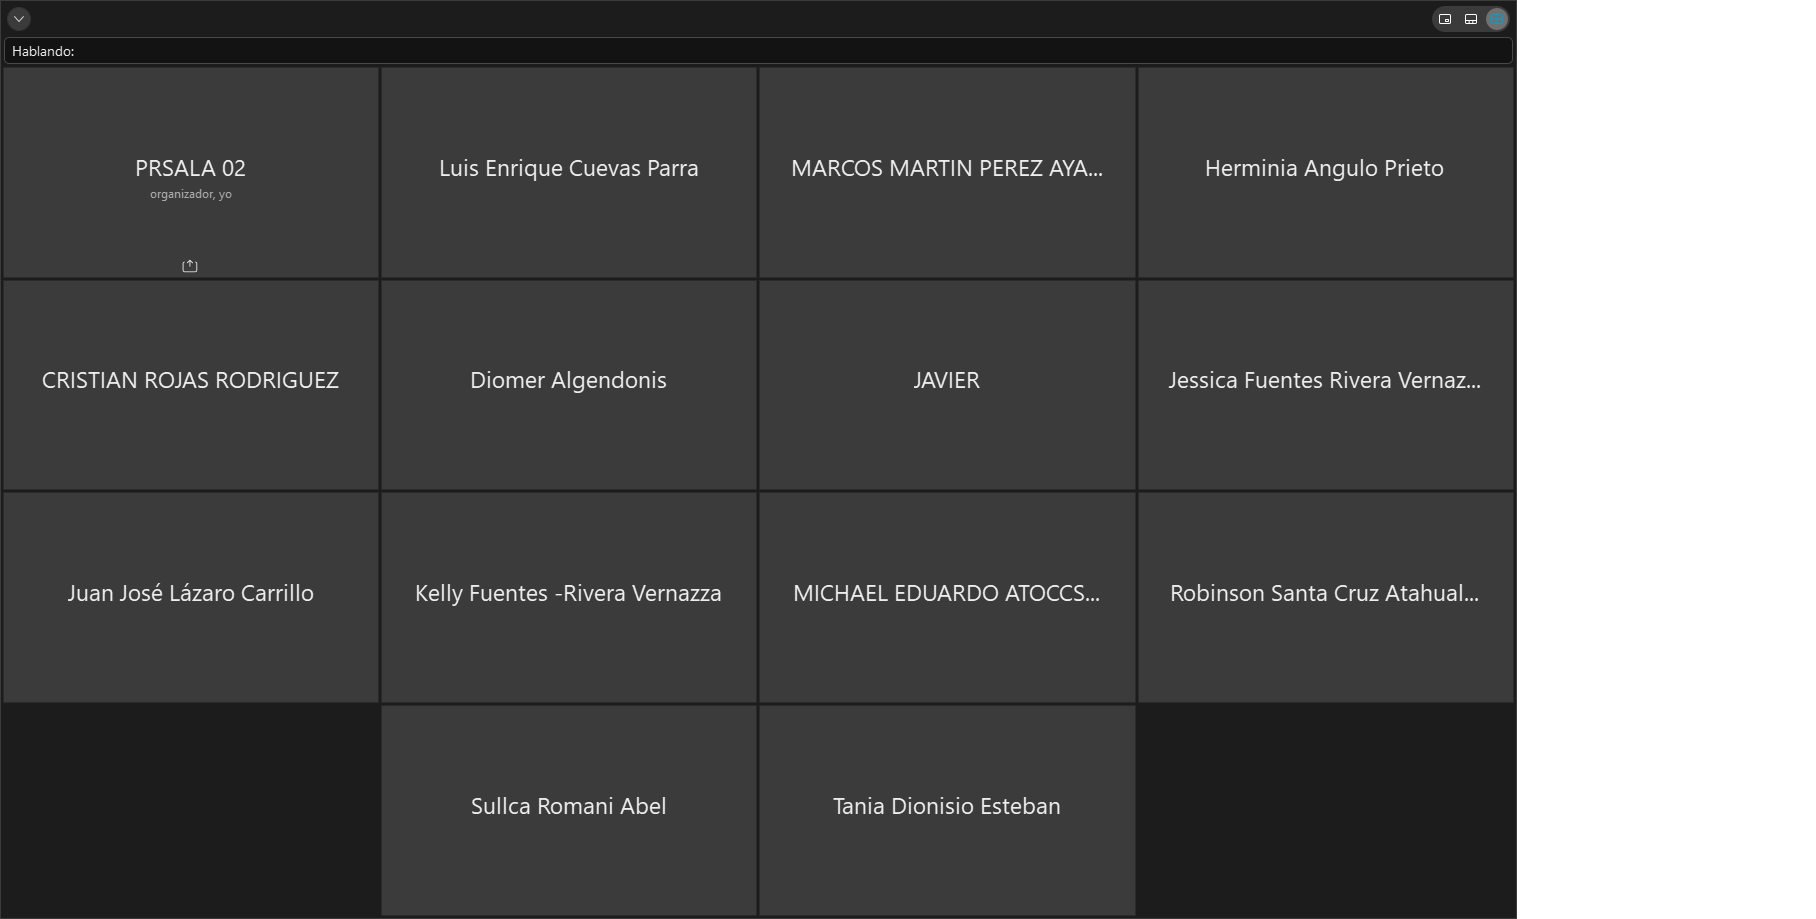 Hablando:
PRSALA 02
organizador, yo
Luis Enrique Cuevas Parra
MARCOS MARTIN PEREZ AYA...
Herminia Angulo Prieto
CRISTIAN ROJAS RODRIGUEZ
Diomer Algendonis
JAVIER
Jessica Fuentes Rivera Vernaz...
Juan José Lázaro Carrillo
Kelly Fuentes -Rivera Vernazza
MICHAEL EDUARDO ATOCCS...
Robinson Santa Cruz Atahual...
Sullca Romani Abel
Tania Dionisio Esteban